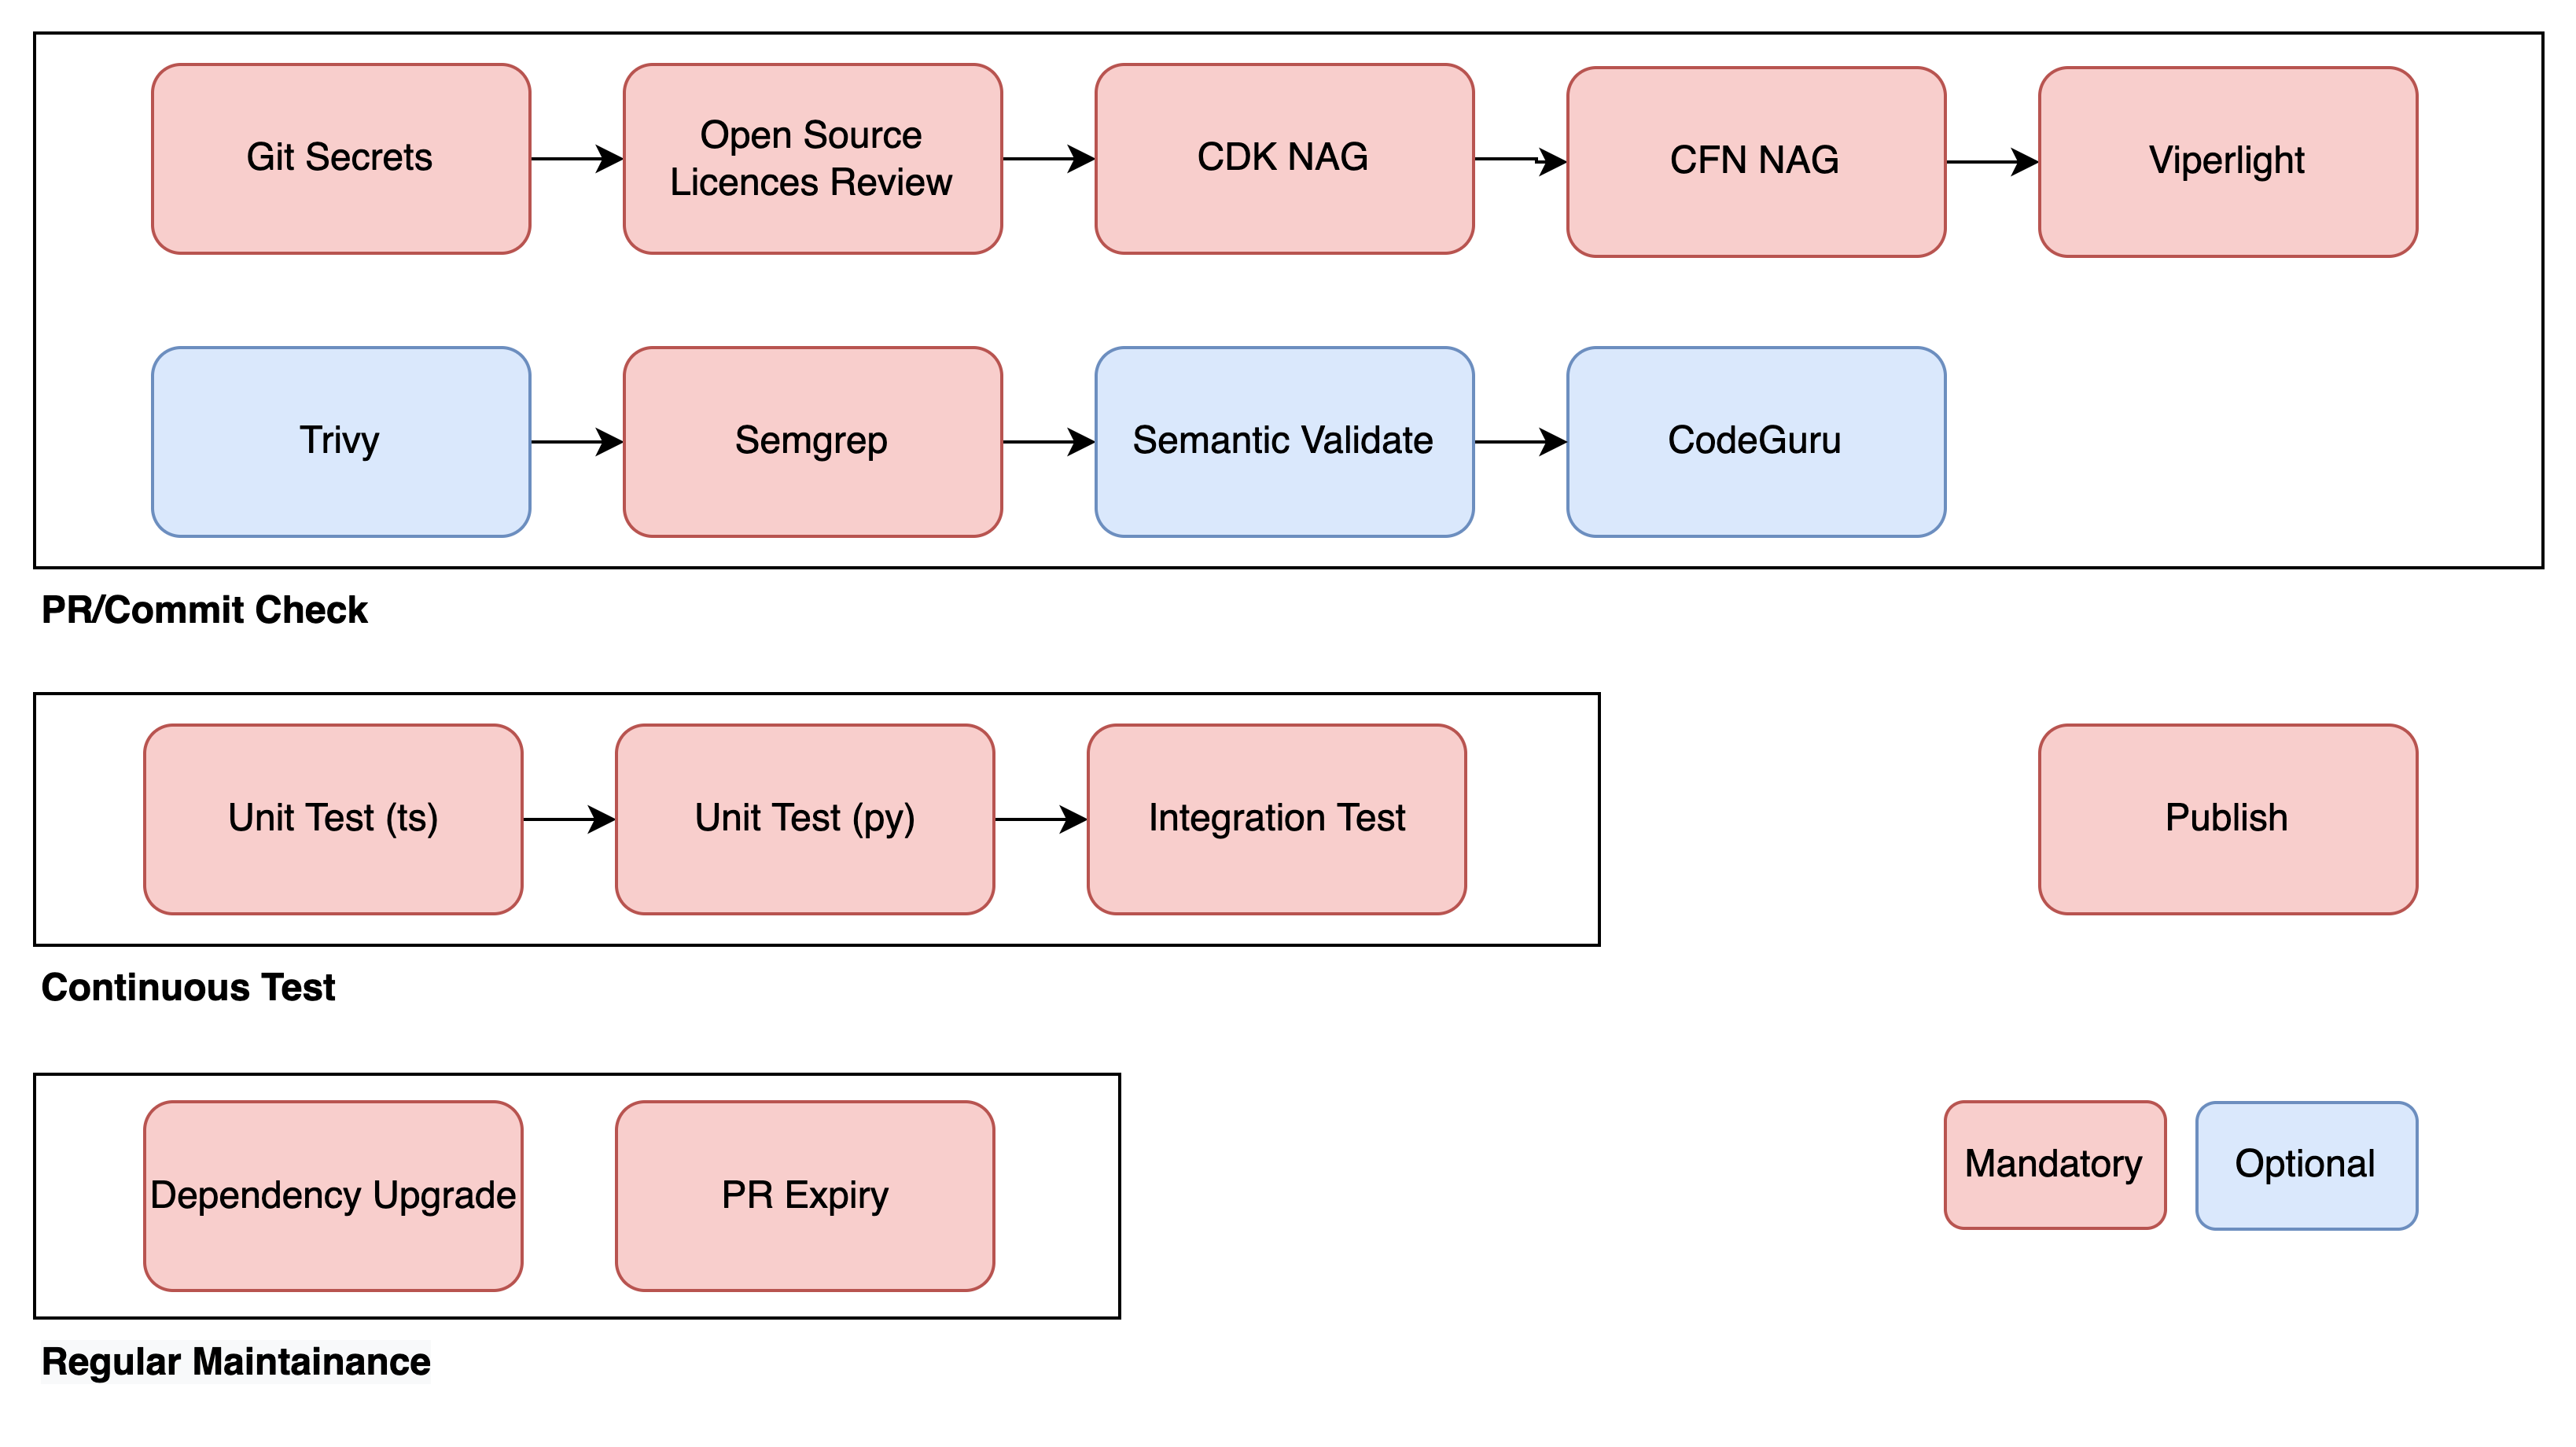 Git Secrets
Open Source
Licences Review
CDK NAG
CFN NAG
Viperlight
Trivy
Semgrep
Semantic Validate
CodeGuru
PR/Commit Check
Unit Test (ts)
Unit Test (py)
Integration Test
Publish
Continuous Test
Dependency Upgrade
PR Expiry
Mandatory
Optional
Regular Maintainance